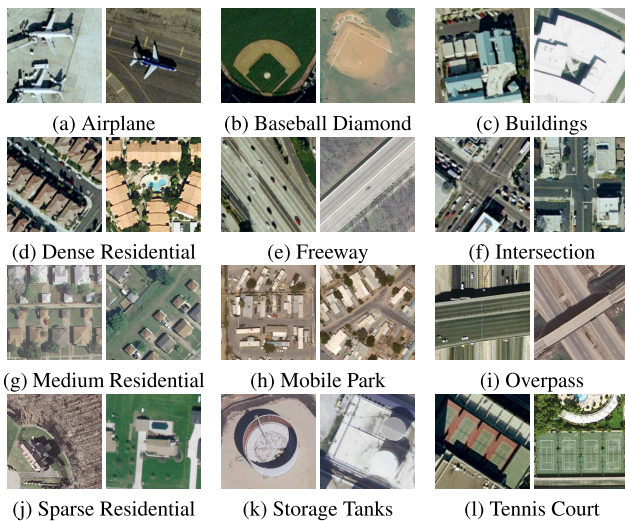 (a) Airplane
(b) Baseball Diamond
(c) Buildings
(d) Dense Residential
(e) Freeway
(f) Intersection
(g) Medium Residential
(h) Mobile Park
(i) Overpass
(j) Sparse Residential
(k) Storage Tanks
(l) Tennis Court